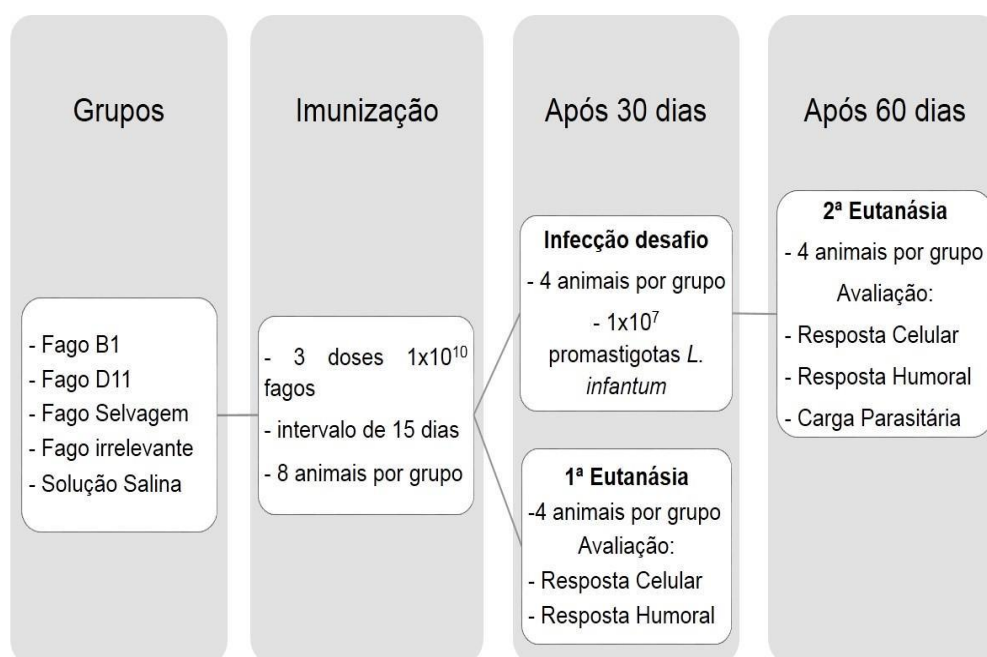 Grupos
- Fago B1
- Fago D11
- Fago Selvagem
- Fago irrelevante
- Solução Salina
Imunização
- 3 doses 1x10¹⁰
fagos
- intervalo de 15 dias
- 8 animais por grupo
Após 30 dias
Infecção desafio
- 4 animais por grupo
- 1x10⁷
promastigotas L.
infantum
1ª Eutanásia
-4 animais por grupo
Avaliação:
- Resposta Celular
- Resposta Humoral
Após 60 dias
2ª Eutanásia
- 4 animais por grupo
Avaliação:
- Resposta Celular
- Resposta Humoral
- Carga Parasitária